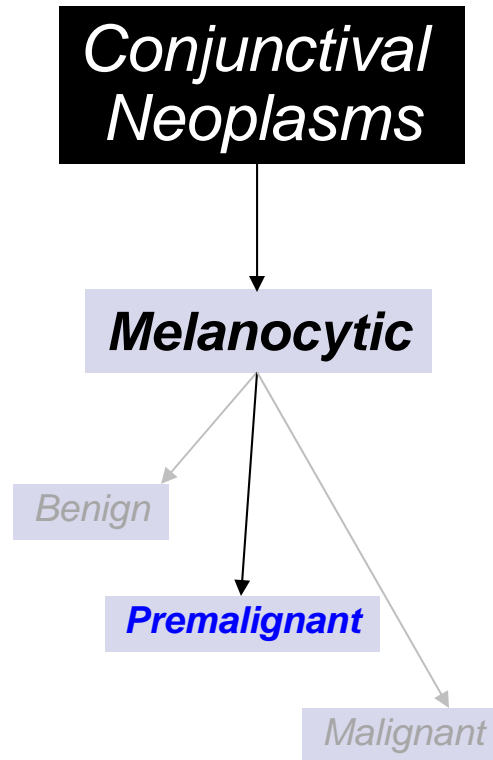 Conjunctival
Neoplasms
Melanocytic
Benign
Premalignant
Malignant